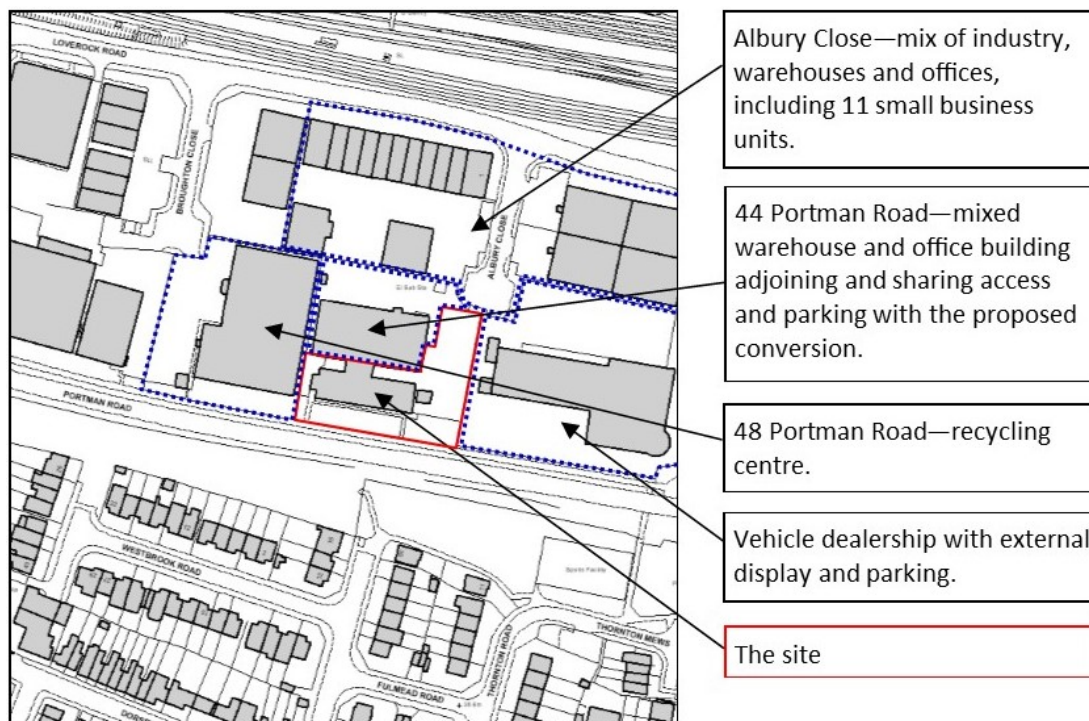 LOVEROCK ROAD
BROUGHTON CLOSE
ALBURY CLOSE
El Sub Sta
PORTMAN ROAD
WESTBROOK ROAD
Sports Facility
THORNTON MEWS
THORNTON ROAD
FULMEAD ROAD
Albury Close—mix of industry,
warehouses and offices,
including 11 small business
units.
44 Portman Road—mixed
warehouse and office building
adjoining and sharing access
and parking with the proposed
conversion.
48 Portman Road—recycling
centre.
Vehicle dealership with external
display and parking.
The site